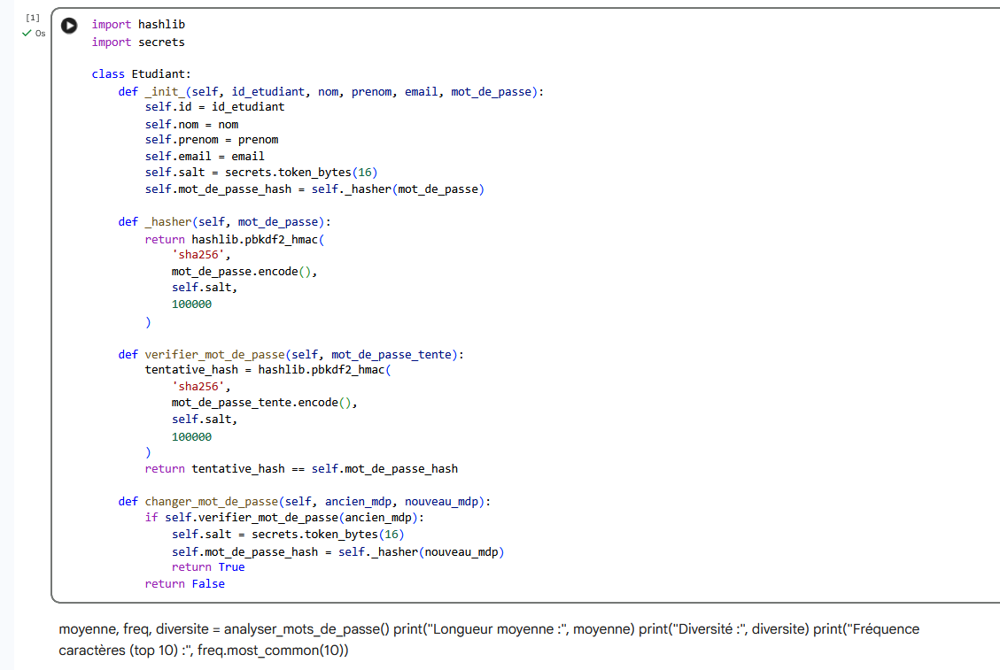 [1]
0s
import hashlib
import secrets
class Etudiant:
def _init_(self, id_etudiant, nom, prenom, email, mot_de_passe):
self.id = id_etudiant
self.nom = nom
self.prenom = prenom
self.email = email
self.salt = secrets.token_bytes(16)
self.mot_de_passe_hash = self._hasher(mot_de_passe)
def _hasher(self, mot_de_passe):
return hashlib.pbkdf2_hmac(
'sha256',
mot_de_passe.encode(),
self.salt,
100000
)
def verifier_mot_de_passe(self, mot_de_passe_tente):
tentative_hash = hashlib.pbkdf2_hmac(
'sha256',
mot_de_passe_tente.encode(),
self.salt,
100000
)
return tentative_hash == self.mot_de_passe_hash
def changer_mot_de_passe(self, ancien_mdp, nouveau_mdp):
if self.verifier_mot_de_passe(ancien_mdp):
self.salt = secrets.token_bytes(16)
self.mot_de_passe_hash = self._hasher(nouveau_mdp)
return True
return False
moyenne, freq, diversite = analyser_mots_de_passe() print("Longueur moyenne :", moyenne) print("Diversité :", diversite) print("Fréquence
caractères (top 10) :", freq.most_common(10))